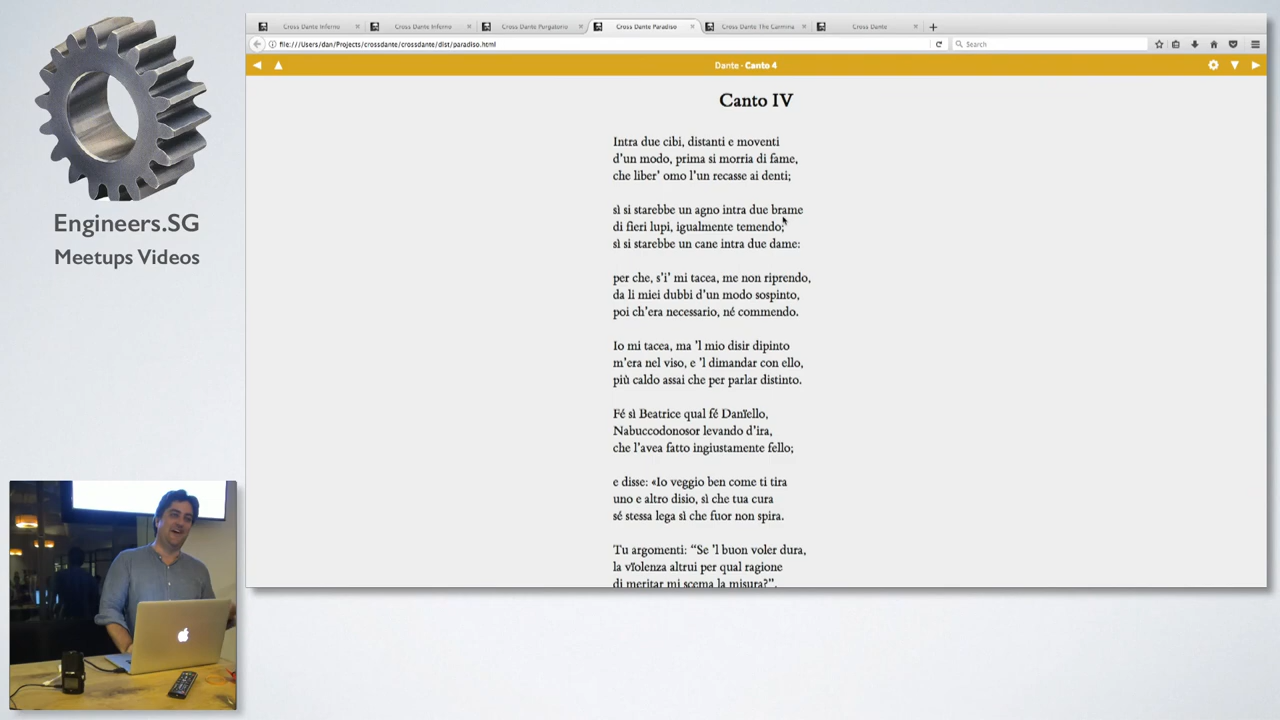 Engineers.SG
Meetups Videos
Cross Dante Inferno
Cross Dante Inferno
Cross Dante Purgatorio
Cross Dante Paradiso
Cross Dante The Carmina
Cross Dante
file:///Users/dan/Projects/crossdante/crossdante/dist/paradiso.html
Search
Dante - Canto 4
Canto IV
Intra due cibi, distanti e moventi
d'un modo, prima si morria di fame,
che liber' omo l'un recasse ai denti;
sì si starebbe un agno intra due brame
di fieri lupi, igualmente temendo;
sì si starebbe un cane intra due dame:
per che, s'i' mi tacea, me non riprendo,
da li miei dubbi d'un modo sospinto,
poi ch'era necessario, né commendo.
Io mi tacea, ma 'l mio disir dipinto
m'era nel viso, e 'l dimandar con ello,
più caldo assai che per parlar distinto.
Fé sì Beatrice qual fé Danïello,
Nabuccodonosor levando d'ira,
che l'avea fatto ingiustamente fello;
e disse: «Io veggio ben come ti tira
uno e altro disio, sì che tua cura
sé stessa lega sì che fuor non spira.
Tu argomenti: “Se 'l buon voler dura,
la vïolenza altrui per qual ragione
di meritar mi scema la misura?”.